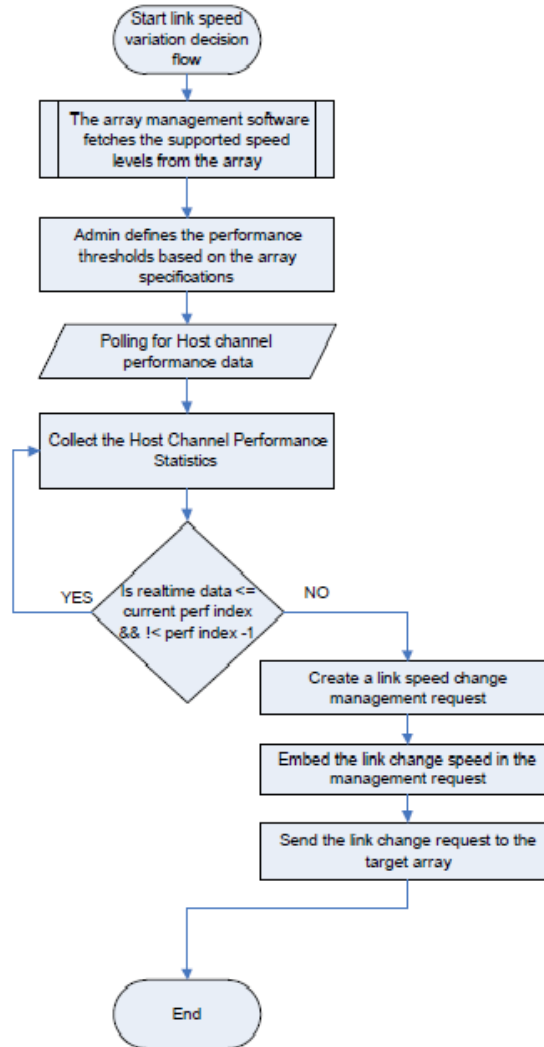 Start link speed
variation decision
flow
The array management software
fetches the supported speed
levels from the array
Admin defines the performance
thresholds based on the array
specifications
Polling for Host channel
performance data
Collect the Host Channel Performance
Statistics
YES
Is realtime data <=
current perf index
&& !< perf index -1
NO
Create a link speed change
management request
Embed the link change speed in the
management request
Send the link change request to the
target array
End